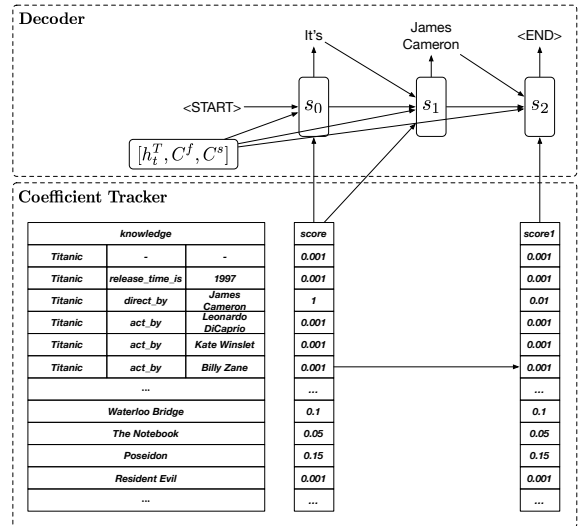 Decoder
It's
James
Cameron
<END>
<START>
s₀
s₁
s₂
[hₜᵀ, Cᶠ, Cˢ]
Coefficient Tracker
knowledge score score1
Titanic - - 0.001 0.001
Titanic release_time_is 1997 0.001 0.001
Titanic direct_by James Cameron 1 0.01
Titanic act_by Leonardo DiCaprio 0.001 0.001
Titanic act_by Kate Winslet 0.001 0.001
Titanic act_by Billy Zane 0.001 0.001
... ... ...
Waterloo Bridge 0.1 0.1
The Notebook 0.05 0.05
Poseidon 0.15 0.15
Resident Evil 0.001 0.001
... ... ...